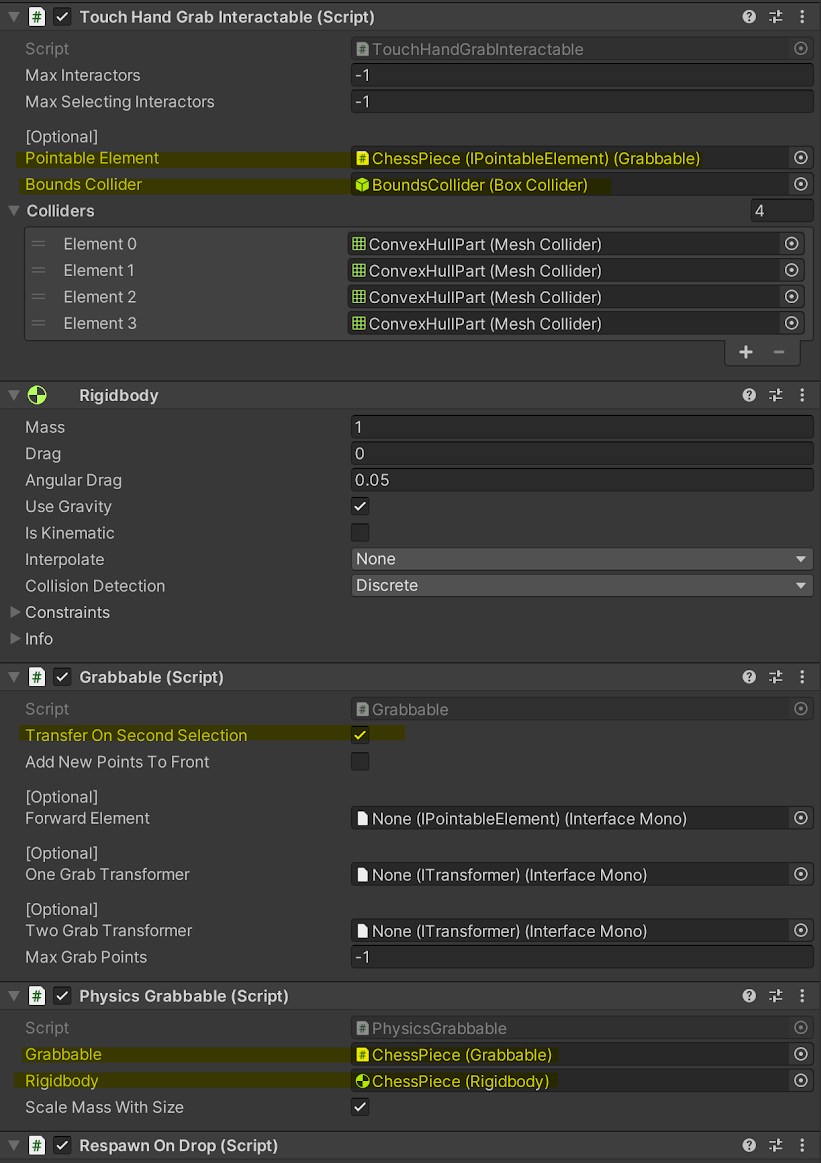 Touch Hand Grab Interactable (Script)
Script # TouchHandGrabInteractable
Max Interactors -1
Max Selecting Interactors -1
[Optional]
Pointable Element # ChessPiece (IPointableElement) (Grabbable)
Bounds Collider BoundsCollider (Box Collider)
Colliders 4
Element 0 ConvexHullPart (Mesh Collider)
Element 1 ConvexHullPart (Mesh Collider)
Element 2 ConvexHullPart (Mesh Collider)
Element 3 ConvexHullPart (Mesh Collider)
+ −
Rigidbody
Mass 1
Drag 0
Angular Drag 0.05
Use Gravity
Is Kinematic
Interpolate None
Collision Detection Discrete
Constraints
Info
# Grabbable (Script)
Script # Grabbable
Transfer On Second Selection
Add New Points To Front
[Optional]
Forward Element None (IPointableElement) (Interface Mono)
[Optional]
One Grab Transformer None (ITransformer) (Interface Mono)
[Optional]
Two Grab Transformer None (ITransformer) (Interface Mono)
Max Grab Points -1
# Physics Grabbable (Script)
Script # PhysicsGrabbable
Grabbable # ChessPiece (Grabbable)
Rigidbody ChessPiece (Rigidbody)
Scale Mass With Size
# Respawn On Drop (Script)